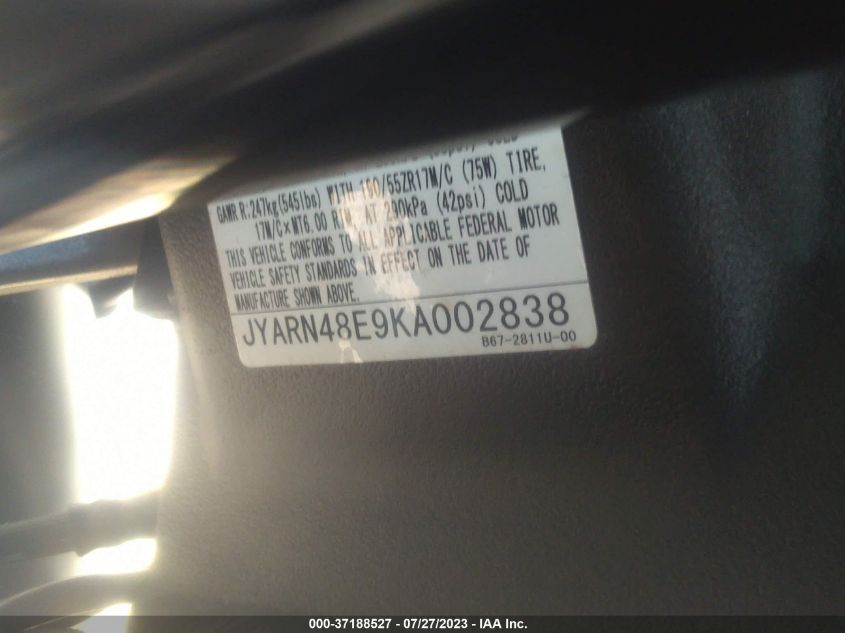 COLD
GAWR R:247kg(545lbs) WITH 180/55ZR17M/C (75W) TIRE,
17M/C×MT6.00 RIM, AT 290kPa (42psi) COLD
THIS VEHICLE CONFORMS TO ALL APPLICABLE FEDERAL MOTOR
VEHICLE SAFETY STANDARDS IN EFFECT ON THE DATE OF
MANUFACTURE SHOWN ABOVE.
JYARN48E9KA002838
B67-2811U-00
000-37188527 - 07/27/2023 - IAA Inc.